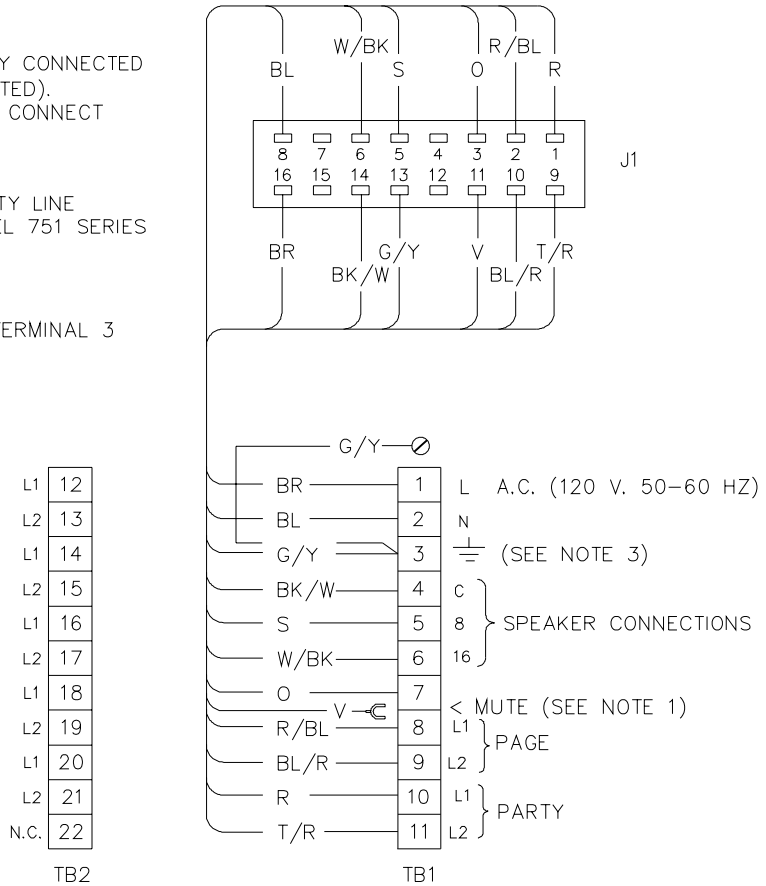 Y CONNECTED
TED).
CONNECT
TY LINE
EL 751 SERIES
TERMINAL 3
BL W/BK S O R/BL R
8 7 6 5 4 3 2 1
16 15 14 13 12 11 10 9
J1
BR BK/W G/Y V BL/R T/R
G/Y
L1 12
L2 13
L1 14
L2 15
L1 16
L2 17
L1 18
L2 19
L1 20
L2 21
N.C. 22
TB2
BR 1 L A.C. (120 V. 50-60 HZ)
BL 2 N
G/Y 3 (SEE NOTE 3)
BK/W 4 C
S 5 8 SPEAKER CONNECTIONS
W/BK 6 16
O 7
V < MUTE (SEE NOTE 1)
R/BL 8 L1
PAGE
BL/R 9 L2
R 10 L1
PARTY
T/R 11 L2
TB1